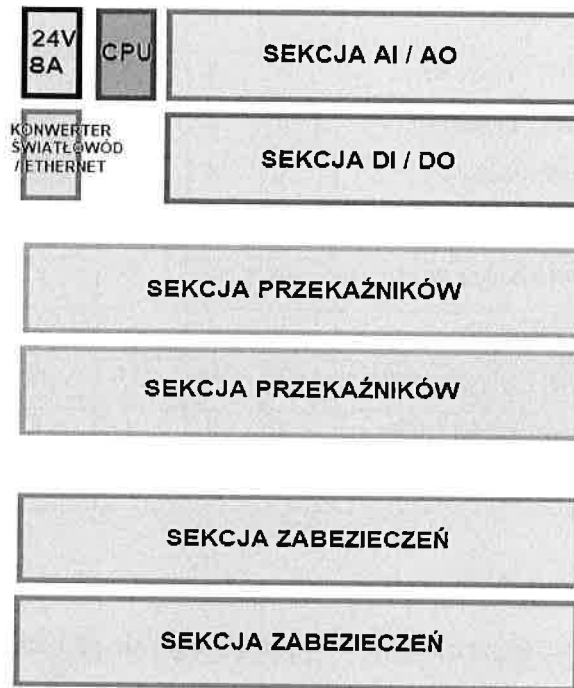 24V
8A
CPU
SEKCJA AI / AO
KONWERTER
ŚWIATŁOWÓD
/ ETHERNET
SEKCJA DI / DO
SEKCJA PRZEKAŹNIKÓW
SEKCJA PRZEKAŹNIKÓW
SEKCJA ZABEZIECZEŃ
SEKCJA ZABEZIECZEŃ